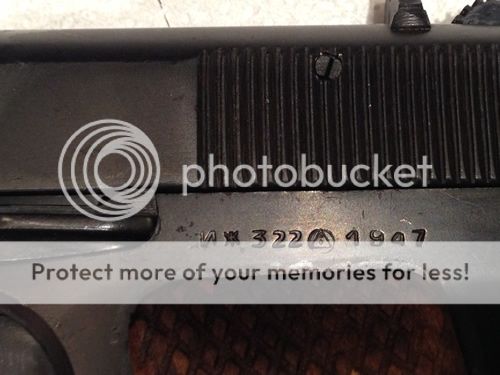 photobucket
ИЖ 322 1947
Protect more of your memories for less!